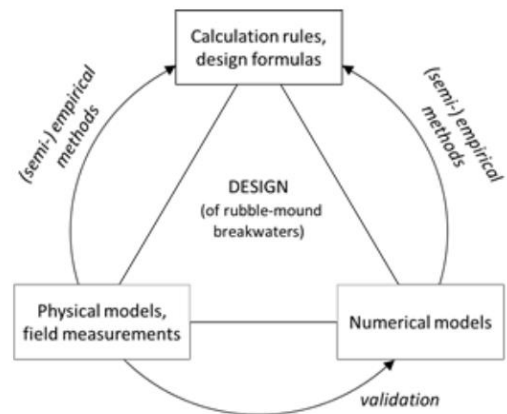 Calculation rules,
design formulas
(semi-) empirical
methods
(semi-) empirical
methods
DESIGN
(of rubble-mound
breakwaters)
Physical models,
field measurements
Numerical models
validation